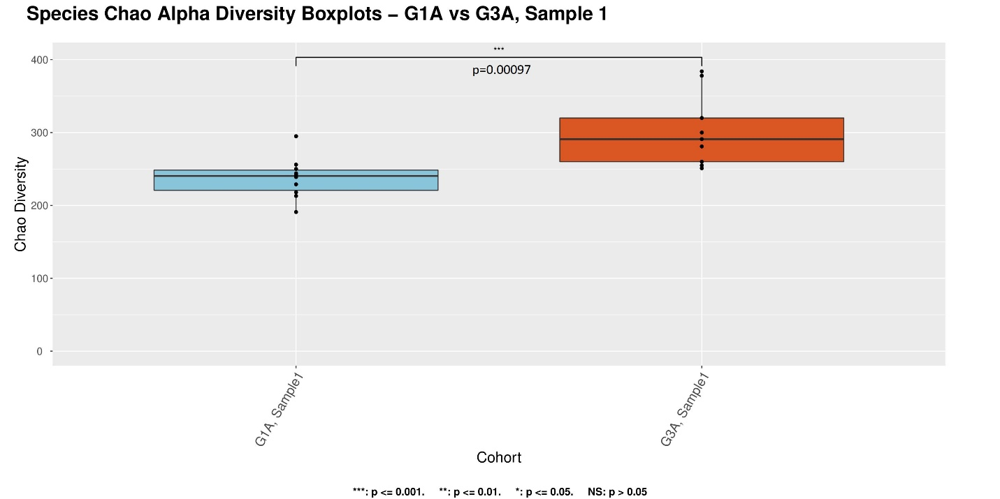 Species Chao Alpha Diversity Boxplots – G1A vs G3A, Sample 1
***
p=0.00097
400
300
200
100
0
Chao Diversity
G1A, Sample1
G3A, Sample1
Cohort
***: p <= 0.001. **: p <= 0.01. *: p <= 0.05. NS: p > 0.05